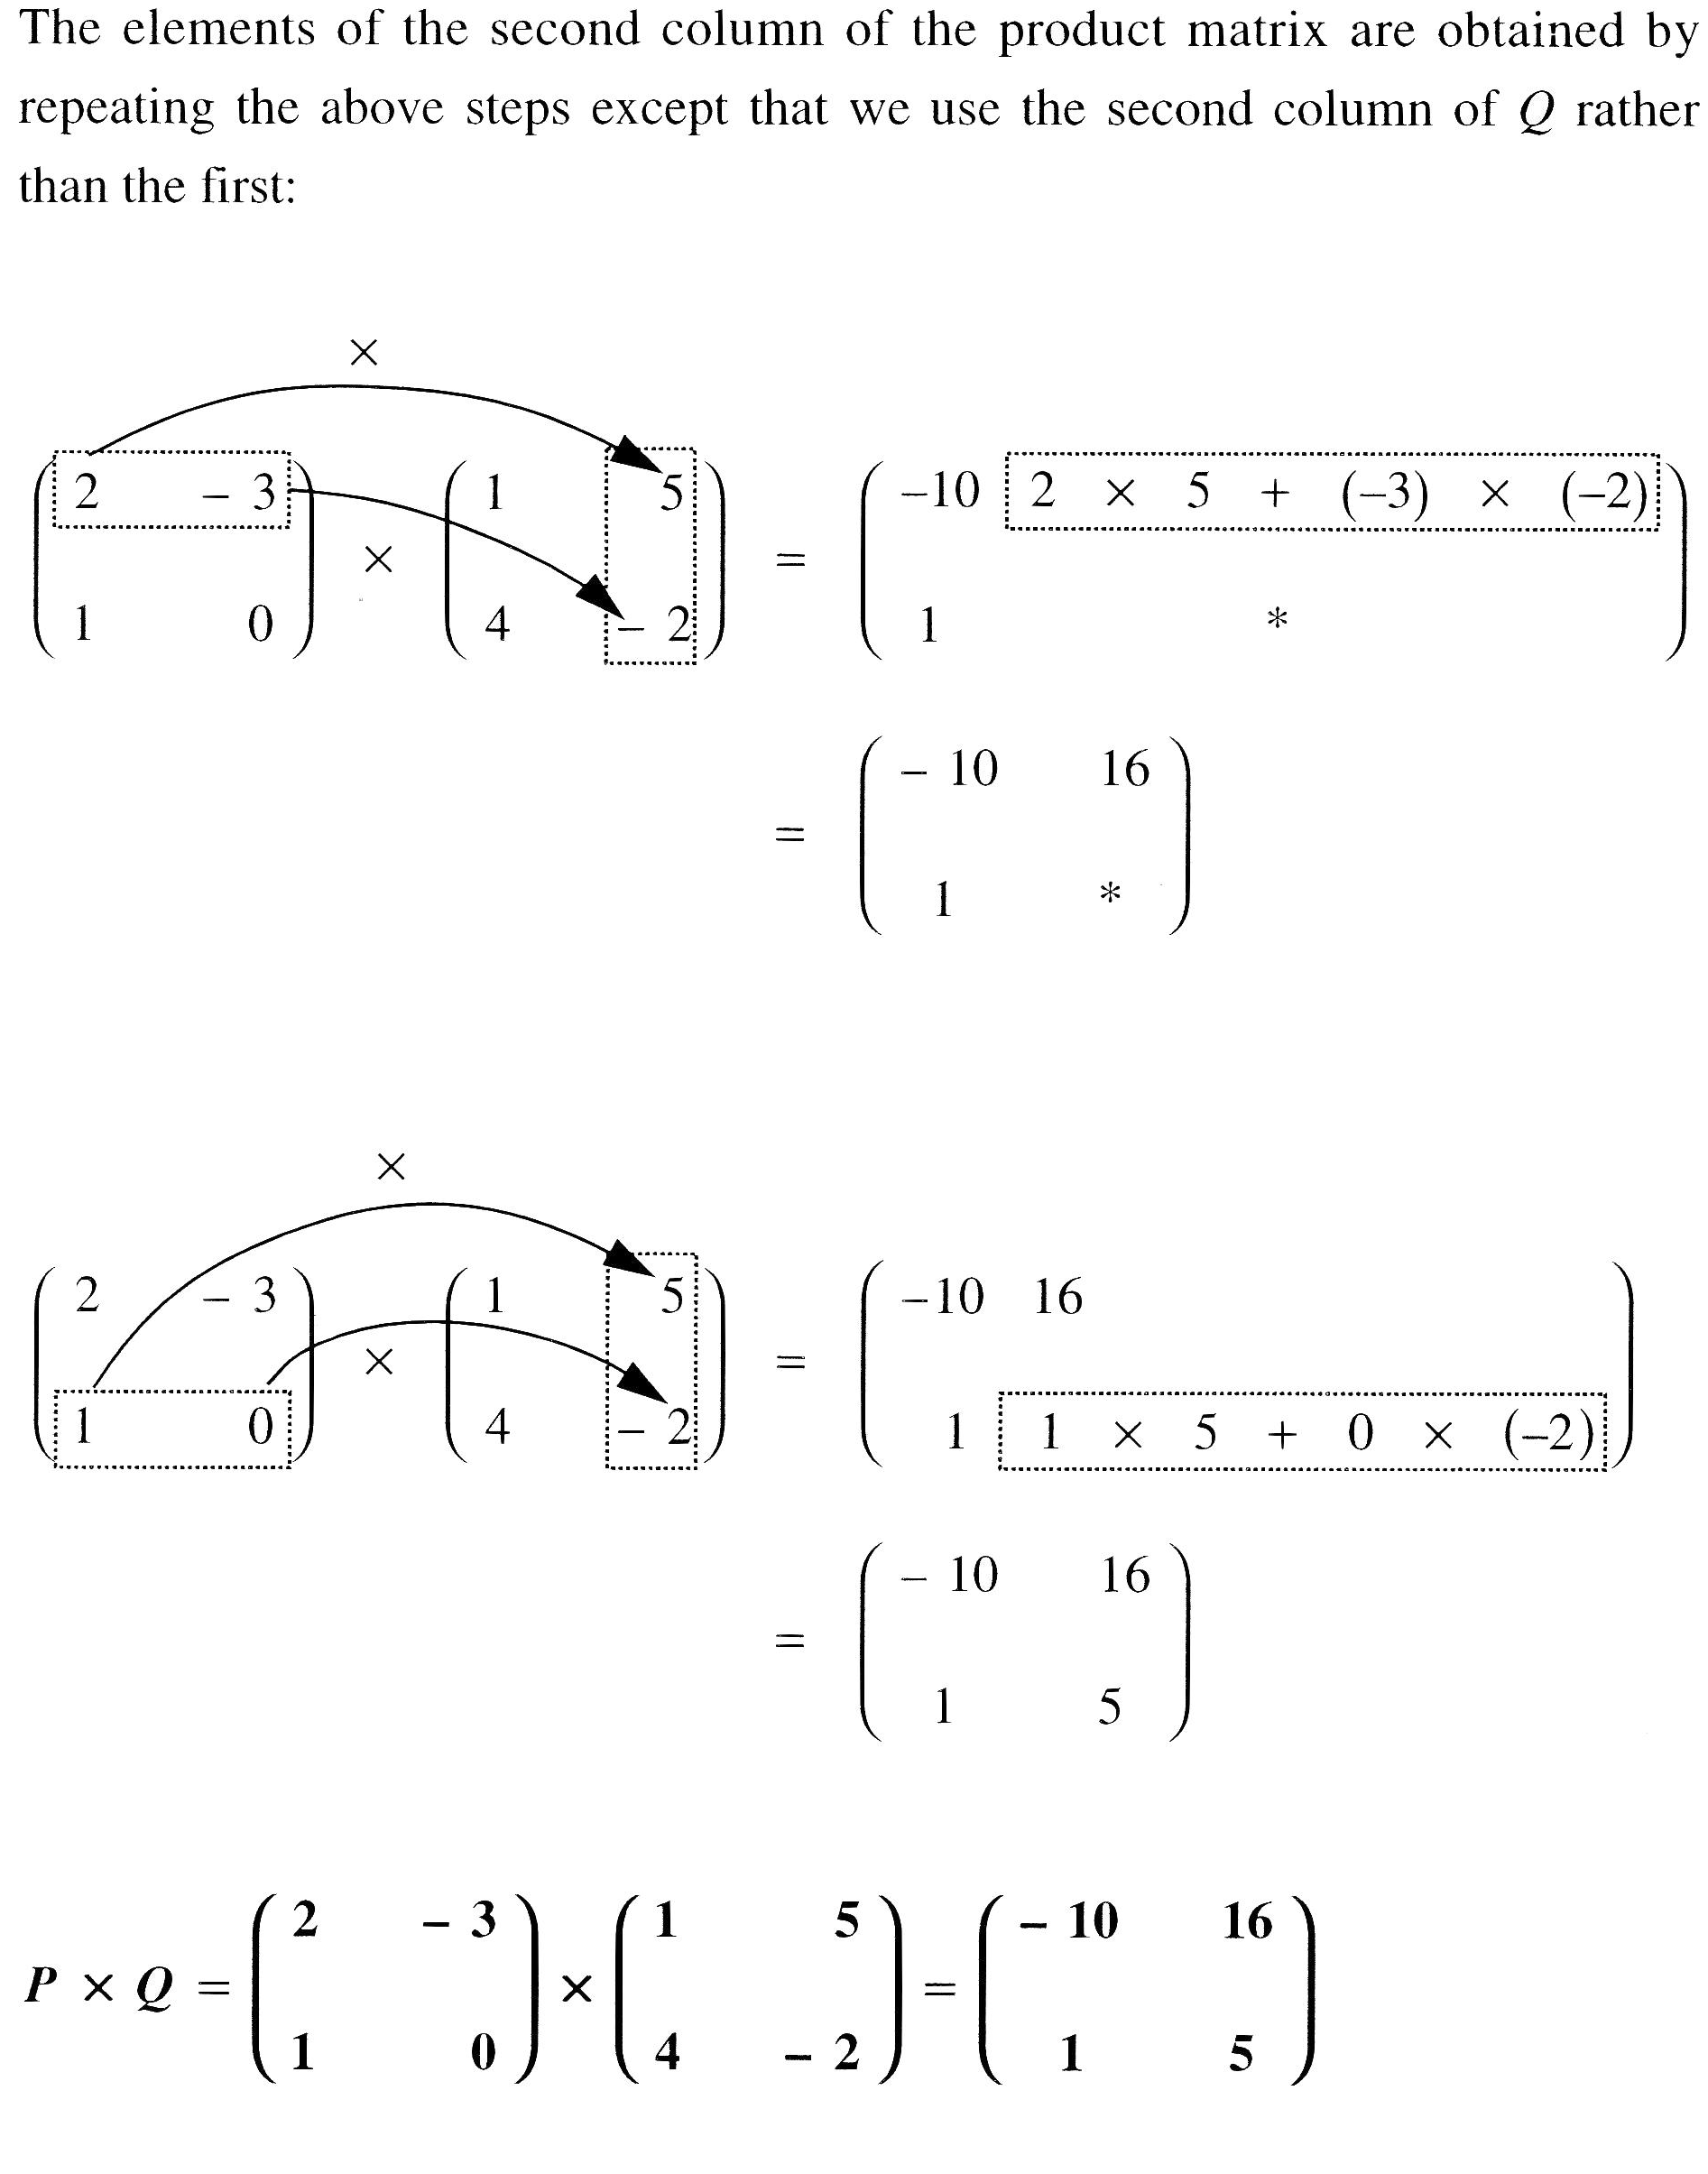 The elements of the second column of the product matrix are obtained by
repeating the above steps except that we use the second column of Q rather
than the first:
×
2 – 3 1 5 –10 2 × 5 + (–3) × (–2)
× =
1 0 4 – 2 1 *
– 10 16
=
1 *
×
2 – 3 1 5 –10 16
× =
1 0 4 – 2 1 1 × 5 + 0 × (–2)
– 10 16
=
1 5
2 – 3 1 5 – 10 16
P × Q = × =
1 0 4 – 2 1 5